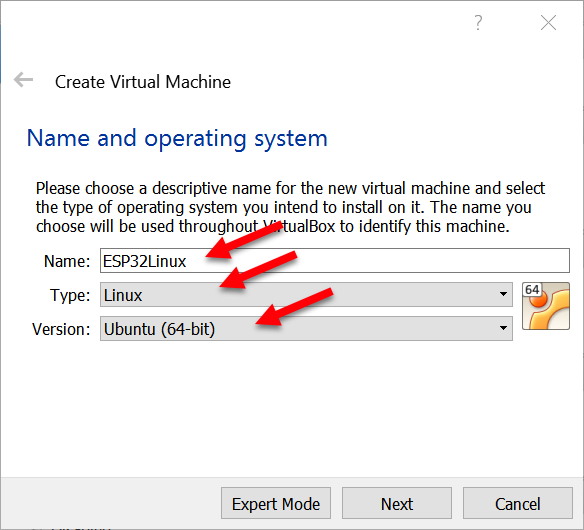 ?
Create Virtual Machine
Name and operating system
Please choose a descriptive name for the new virtual machine and select
the type of operating system you intend to install on it. The name you
choose will be used throughout VirtualBox to identify this machine.
Name: ESP32Linux
Type: Linux
64
Version: Ubuntu (64-bit)
Expert Mode Next Cancel